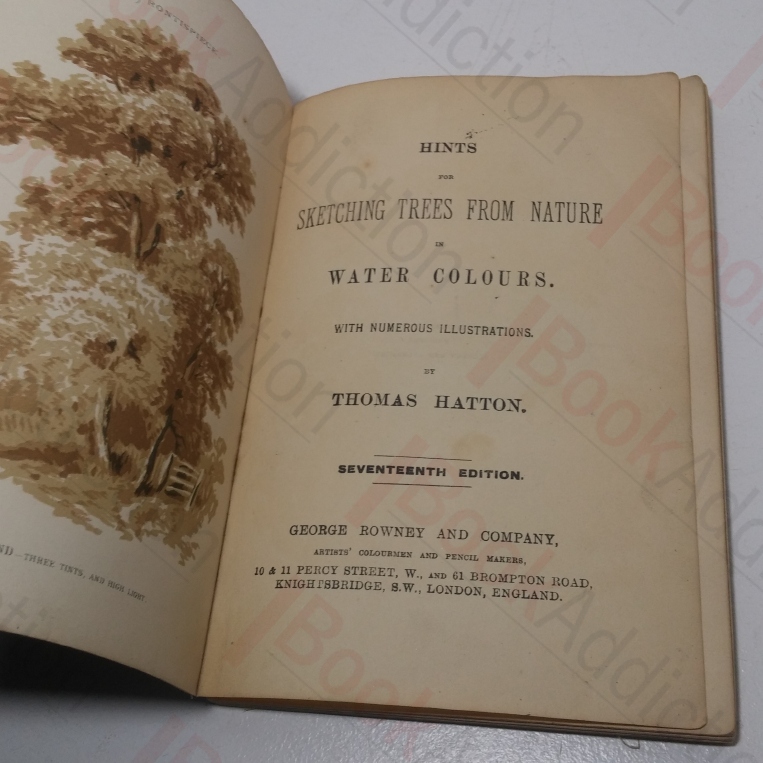 FRONTISPIECE
THREE TINTS, AND HIGH LIGHT.
HINTS
FOR
SKETCHING TREES FROM NATURE
IN
WATER COLOURS.
WITH NUMEROUS ILLUSTRATIONS.
BY
THOMAS HATTON.
SEVENTEENTH EDITION.
GEORGE ROWNEY AND COMPANY,
ARTISTS' COLOURMEN AND PENCIL MAKERS,
10 & 11 PERCY STREET, W., AND 61 BROMPTON ROAD,
KNIGHTSBRIDGE, S.W., LONDON, ENGLAND.
BookAddiction